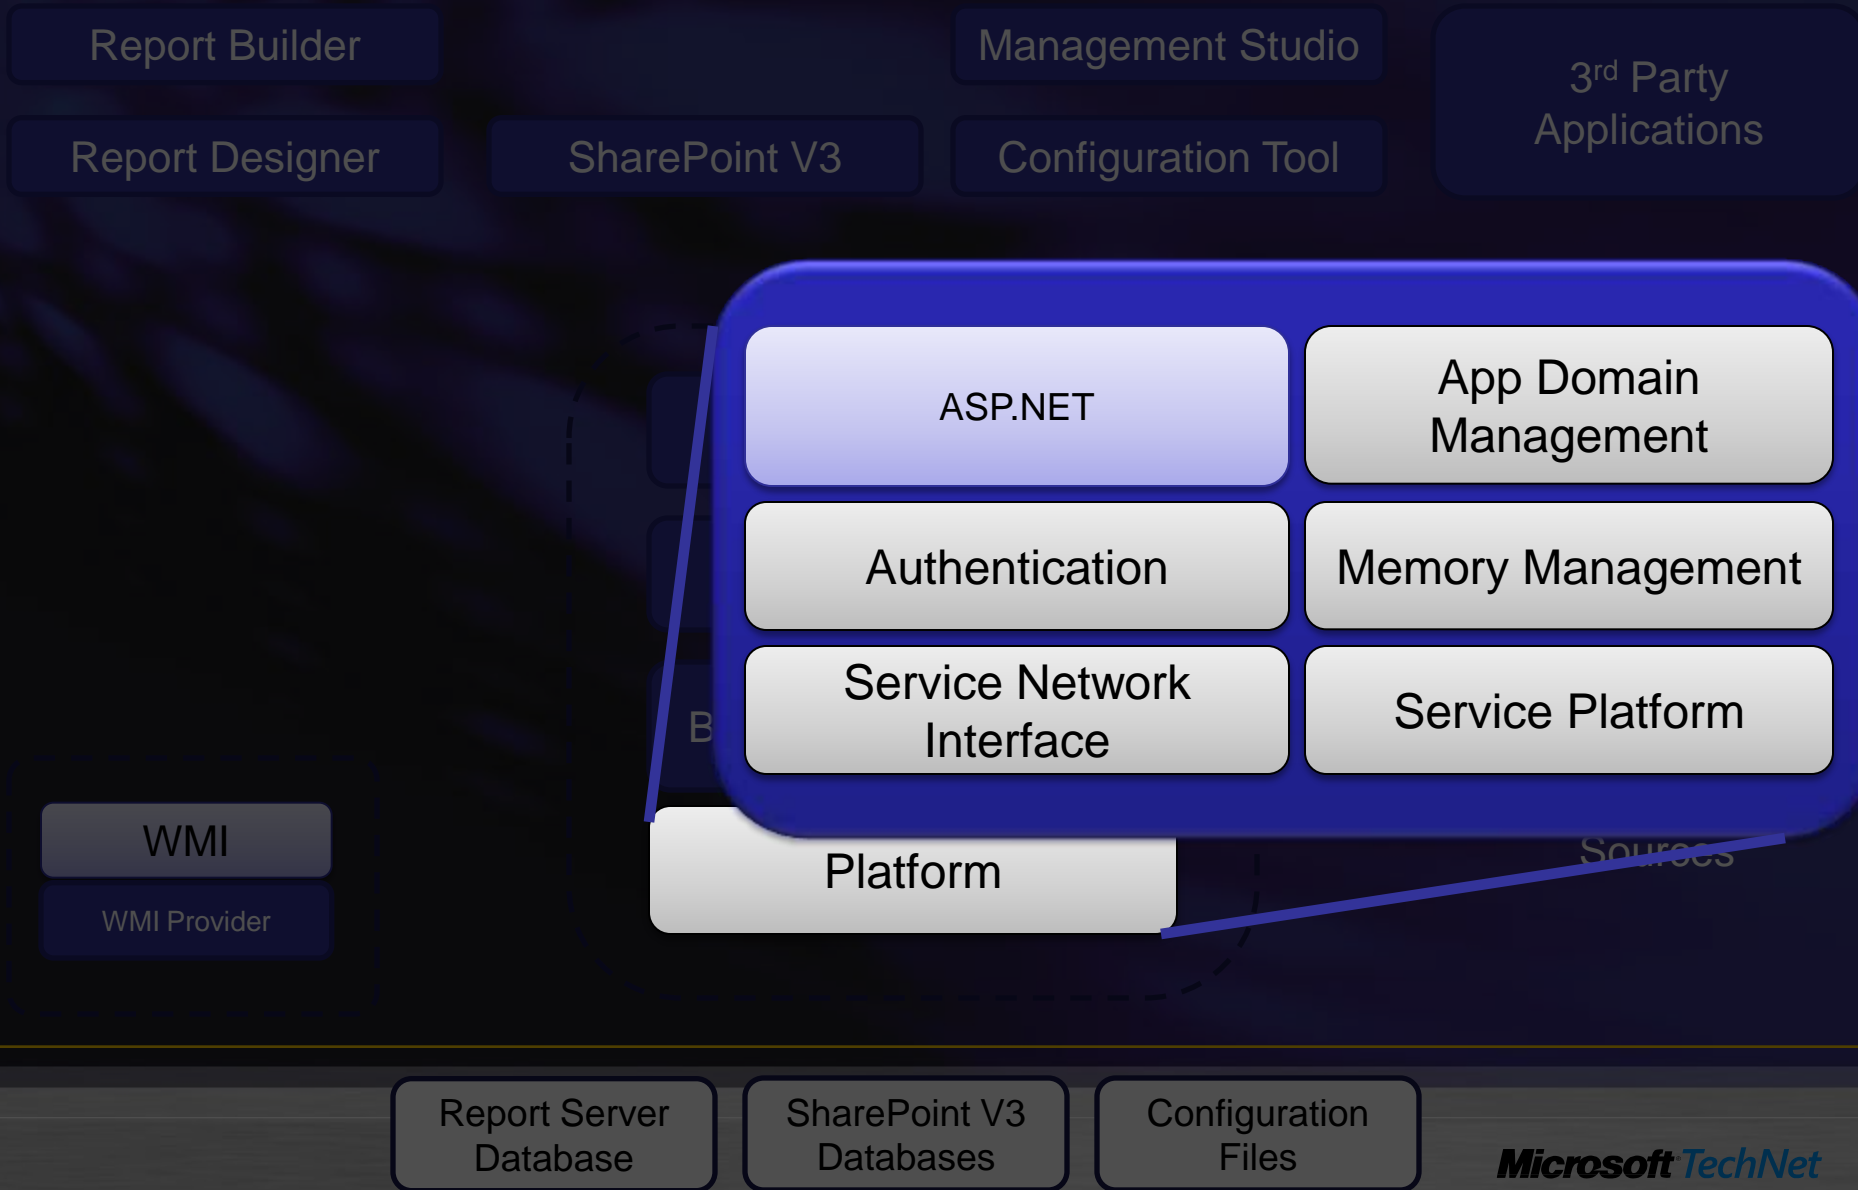 Report Builder
Management Studio
3rd Party
Applications
Report Designer
SharePoint V3
Configuration Tool
ASP.NET
App Domain
Management
Authentication
Memory Management
Service Network
Interface
Service Platform
B
Platform
Sources
WMI
WMI Provider
Report Server
Database
SharePoint V3
Databases
Configuration
Files
Microsoft TechNet